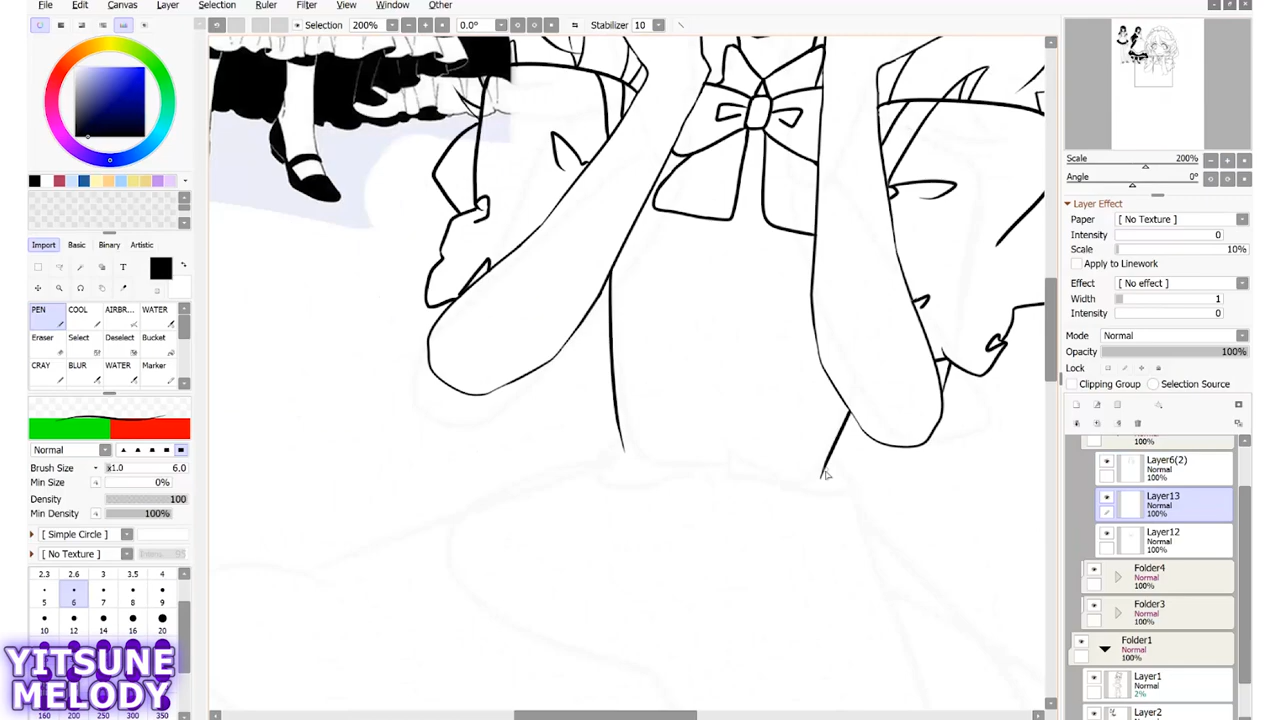 File Edit Canvas Layer Selection Ruler Filter View Window Other
Selection 200% 0.0° Stabilizer 10
Import Basic Binary Artistic
T
PEN COOL AIRBR... WATER
Eraser Select Deselect Bucket
CRAY BLUR WATER Marker
Normal
Brush Size x1.0 6.0
Min Size 0%
Density 100
Min Density 100%
[ Simple Circle ]
[ No Texture ]
2.3 2.6 3 3.5 4
5 6 7 8 9
10 12 14 16 20
160 200 250 300 350
YITSUNE
MELODY
Scale 200%
Angle 0°
Layer Effect
Paper [ No Texture ]
Intensity 0
Scale 10%
Apply to Linework
Effect [ No effect ]
Width 1
Intensity 0
Mode Normal
Opacity 100%
Lock
Clipping Group Selection Source
100%
Layer6(2)
Normal
100%
Layer13
Normal
100%
Layer12
Normal
100%
Folder4
Normal
100%
Folder3
Normal
100%
Folder1
Normal
100%
Layer1
Normal
2%
Layer2
Normal